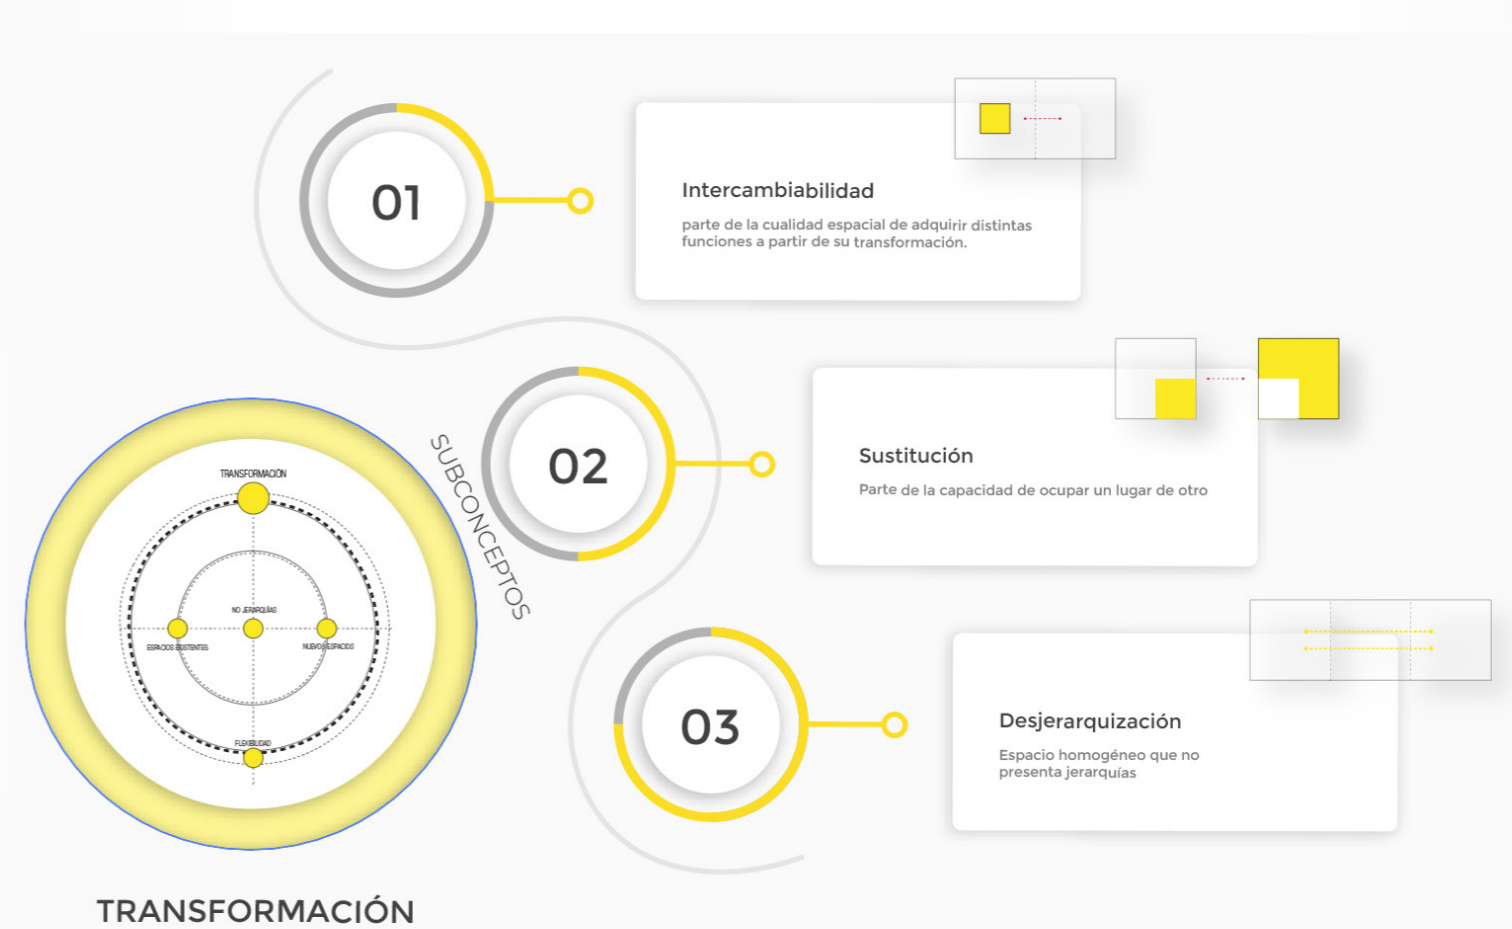 01
Intercambiabilidad
parte de la cualidad espacial de adquirir distintas
funciones a partir de su transformación.
02
Sustitución
Parte de la capacidad de ocupar un lugar de otro
SUBCONCEPTOS
TRANSFORMACIÓN
NO JERARQUÍAS
ESPACIOS EXISTENTES
NUEVOS ESPACIOS
FLEXIBILIDAD
03
Desjerarquización
Espacio homogéneo que no
presenta jerarquías
TRANSFORMACIÓN